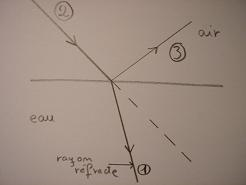 ②
air
③
eau
rayon
réfracté ①